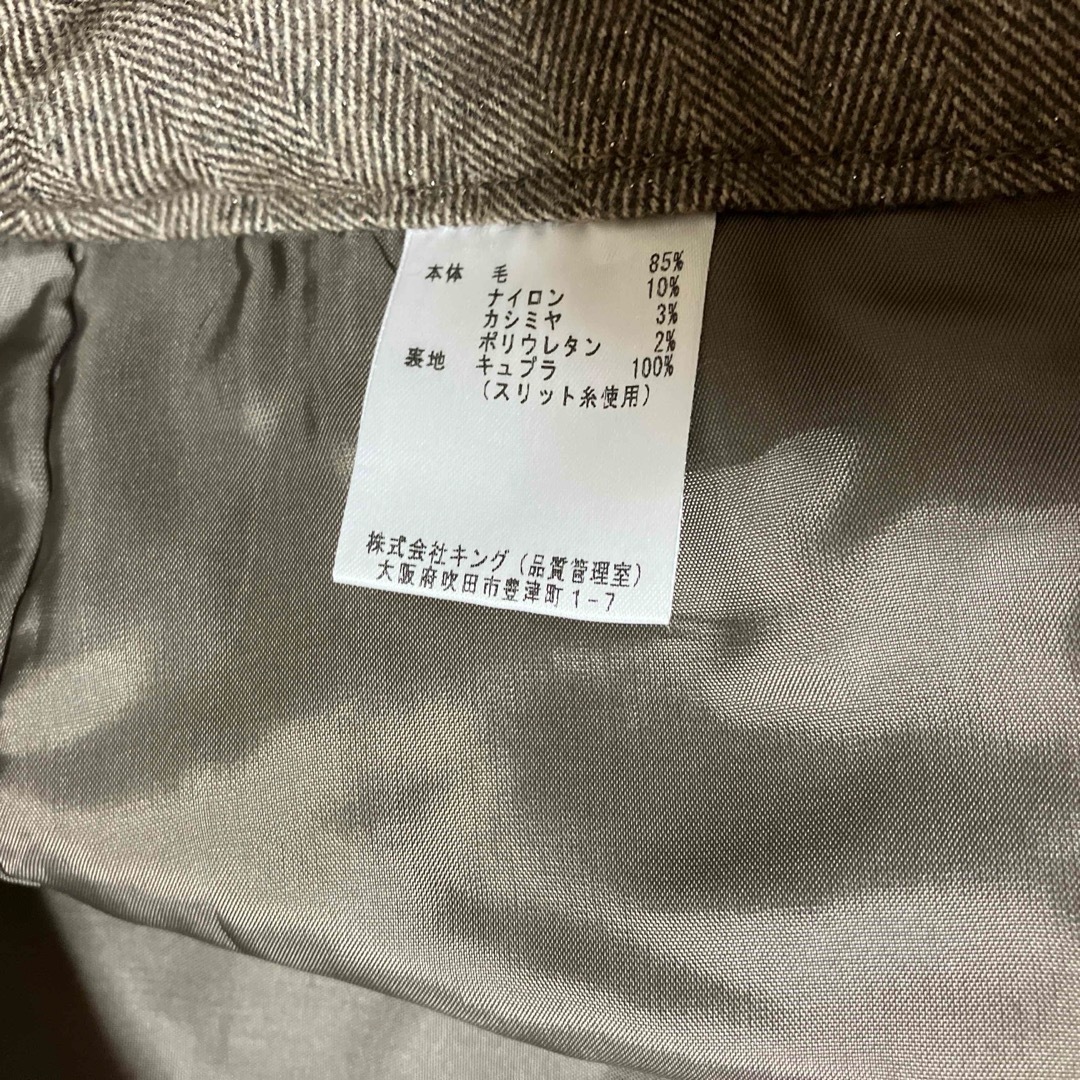 本体 毛 85%
ナイロン 10%
カシミヤ 3%
ポリウレタン 2%
裏地 キュプラ 100%
（スリット糸使用）
株式会社キング（品質管理室）
大阪府吹田市豊津町1-7